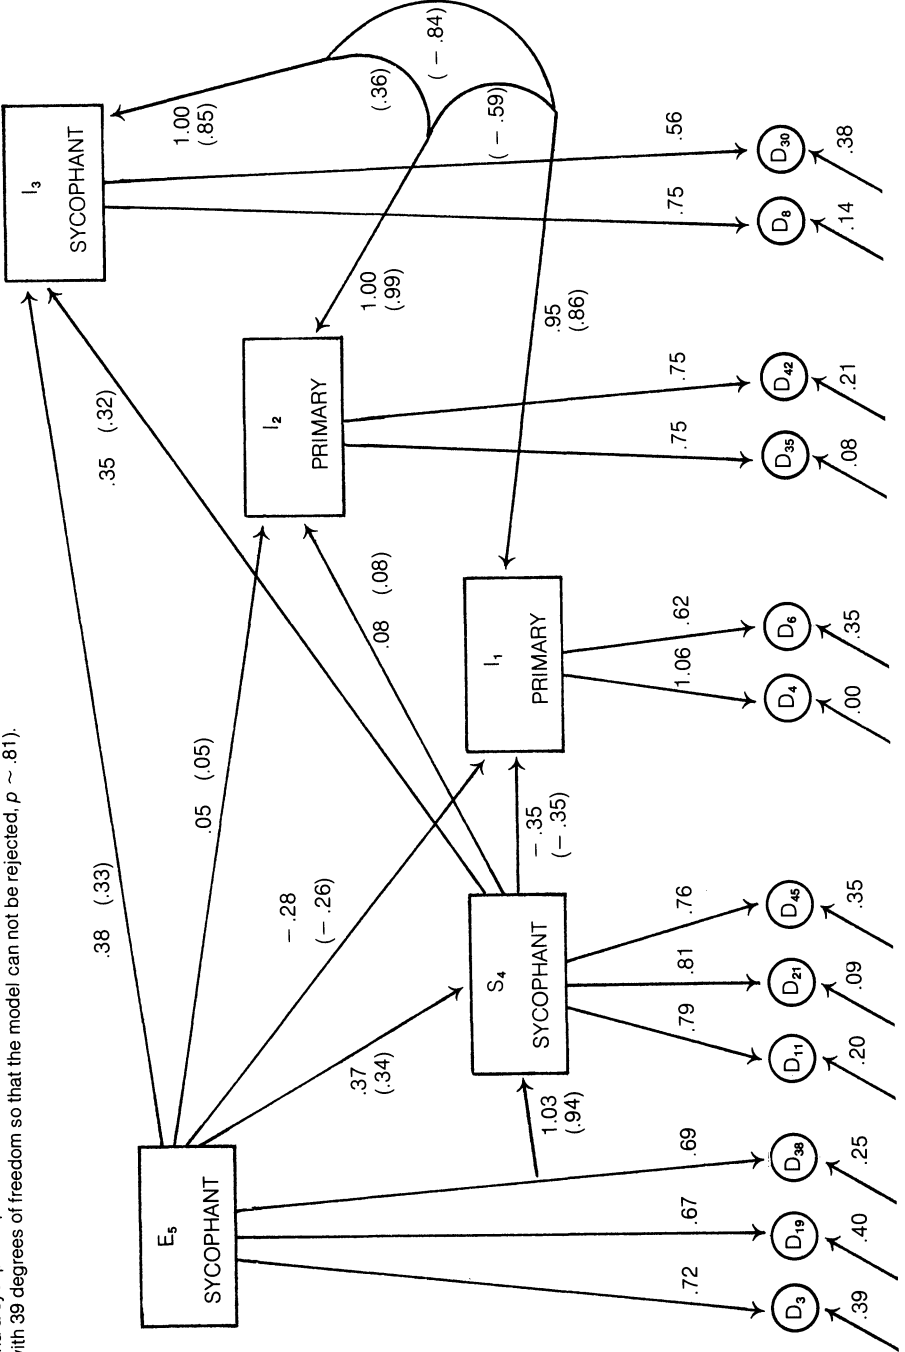 with 39 degrees of freedom so that the model can not be rejected, p ~ .81).
I₃
SYCOPHANT
.38 (.33)
.35 (.32)
1.00
(.85)
E₅
SYCOPHANT
.05 (.05)
I₂
PRIMARY
1.00
(.99)
(.36)
(− .84)
− .28
(− .26)
.08 (.08)
.37
(.34)
S₄
SYCOPHANT
I₁
PRIMARY
(− .59)
− .35
(− .35)
1.03
(.94)
.95
(.86)
.72 .67 .69 .79 .81 .76 1.06 .62 .75 .75 .75 .56
D₃ D₁₉ D₃₈ D₁₁ D₂₁ D₄₅ D₄ D₆ D₃₅ D₄₂ D₈ D₃₀
.39 .40 .25 .20 .09 .35 .00 .35 .08 .21 .14 .38